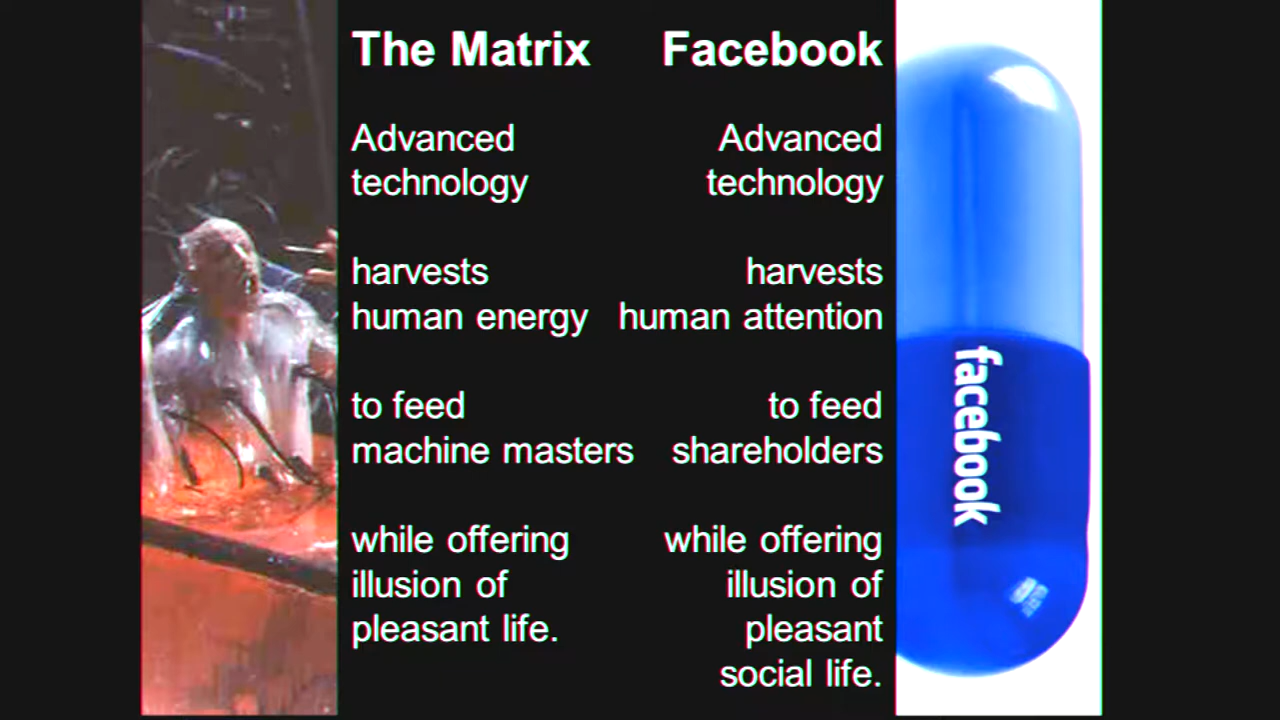 The Matrix
Advanced
technology
harvests
human energy
to feed
machine masters
while offering
illusion of
pleasant life.
Facebook
Advanced
technology
harvests
human attention
to feed
shareholders
while offering
illusion of
pleasant
social life.
facebook